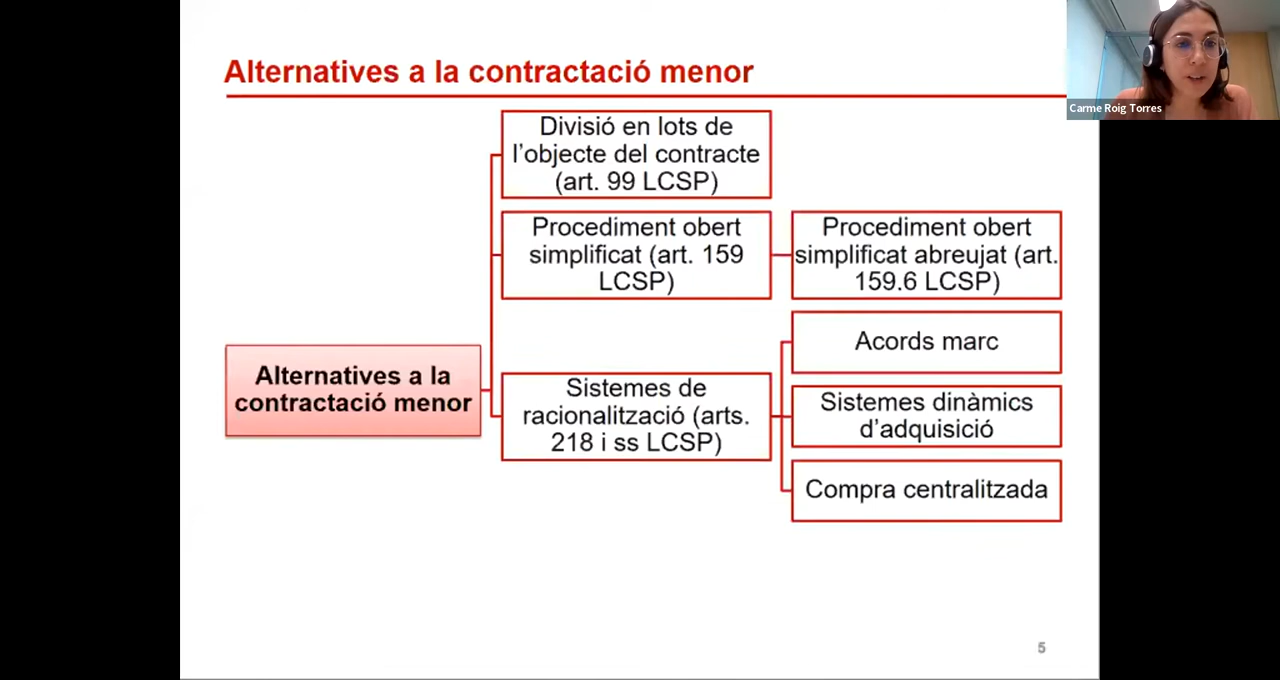 Alternatives a la contractació menor
Carme Roig Torres
Divisió en lots de
l’objecte del contracte
(art. 99 LCSP)
Procediment obert
simplificat (art. 159
LCSP)
Procediment obert
simplificat abreujat (art.
159.6 LCSP)
Alternatives a la
contractació menor
Sistemes de
racionalització (arts.
218 i ss LCSP)
Acords marc
Sistemes dinàmics
d’adquisició
Compra centralitzada
5